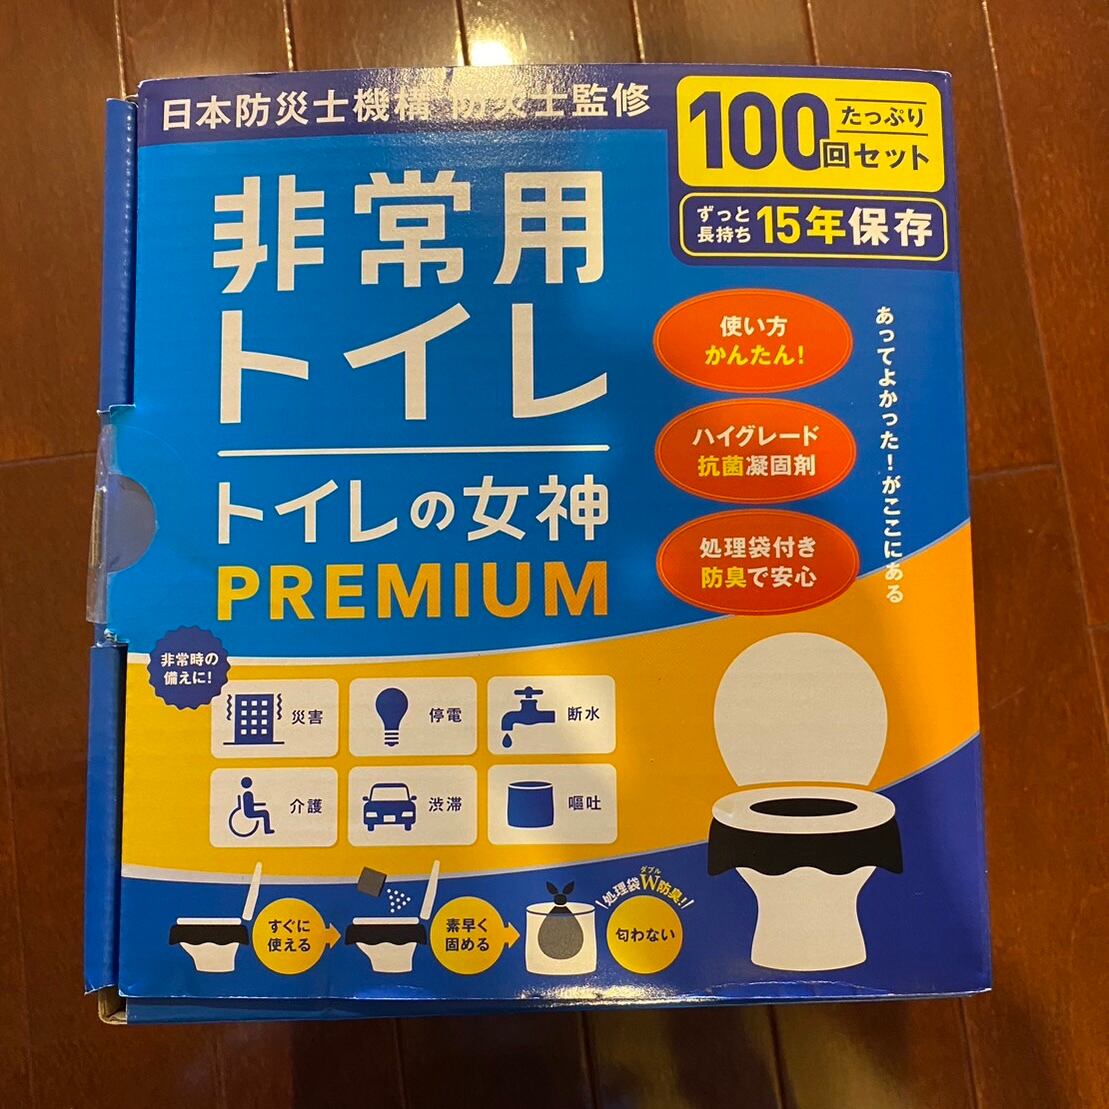 日本防災士機構 防災士監修
100回セット
たっぷり
ずっと
長持ち
15年保存
非常用
トイレ
トイレの女神
PREMIUM
使い方
かんたん!
ハイグレード
抗菌凝固剤
処理袋付き
防臭で安心
あってよかった!がここにある
非常時の
備えに!
災害
停電
断水
介護
渋滞
嘔吐
すぐに
使える
素早く
固める
ダブル
処理袋W防臭!
匂わない